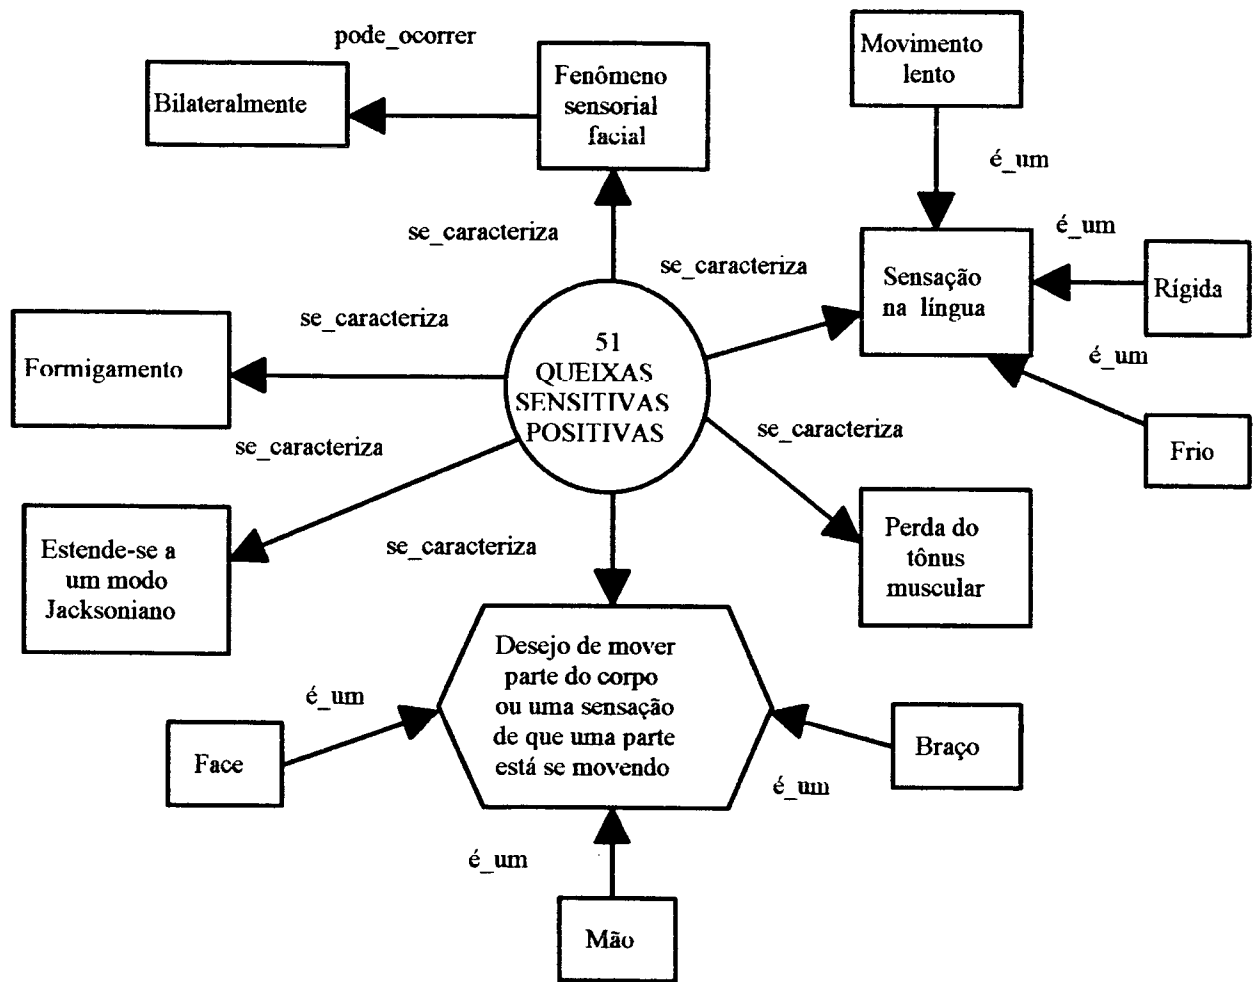 pode_ocorrer
Bilateralmente
Fenômeno
sensorial
facial
Movimento
lento
é_um
se_caracteriza
se_caracteriza
é_um
Sensação
na língua
Rígida
se_caracteriza
Formigamento
51
QUEIXAS
SENSITIVAS
POSITIVAS
é_um
Frio
se_caracteriza
se_caracteriza
Estende-se a
um modo
Jacksoniano
se_caracteriza
Perda do
tônus
muscular
Desejo de mover
parte do corpo
ou uma sensação
de que uma parte
está se movendo
é_um
Face
Braço
é_um
é_um
Mão